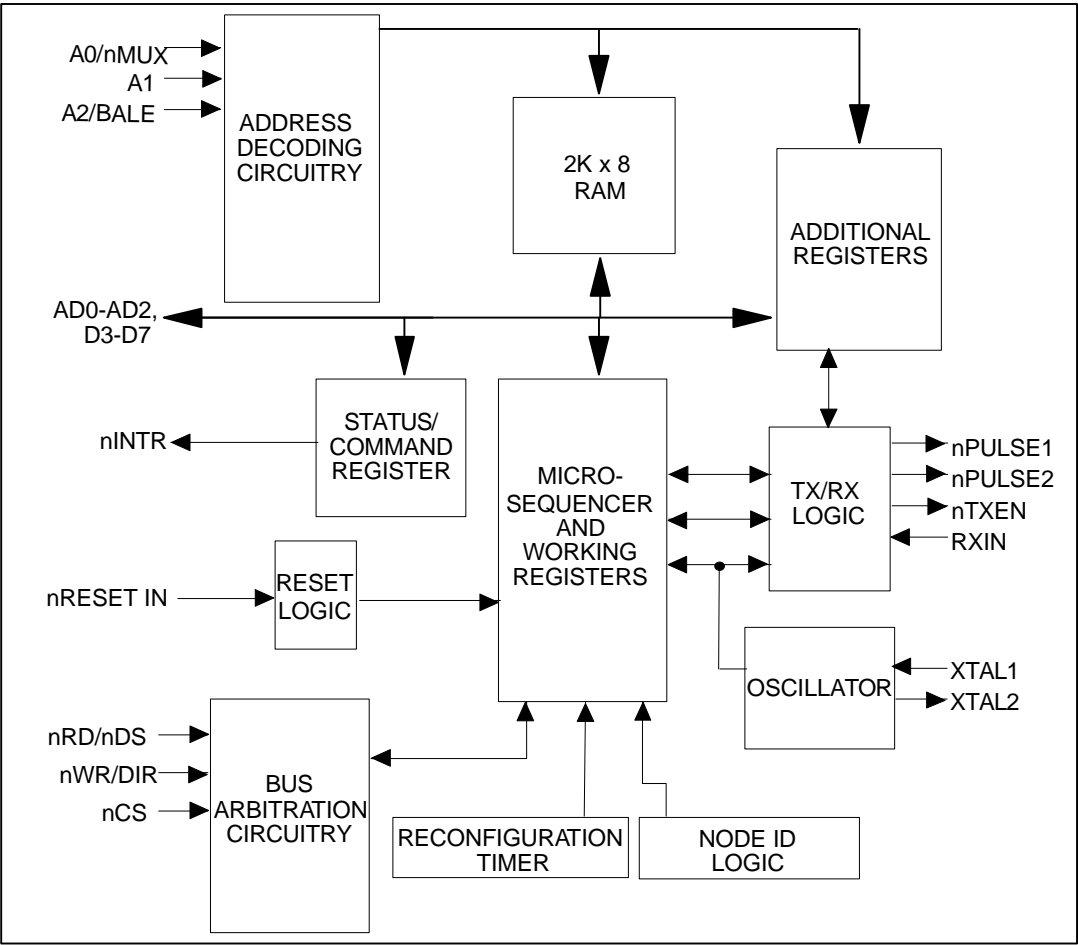 A0/nMUX
A1
A2/BALE
ADDRESS
DECODING
CIRCUITRY
2K x 8
RAM
ADDITIONAL
REGISTERS
AD0-AD2,
D3-D7
nINTR
STATUS/
COMMAND
REGISTER
MICRO-
SEQUENCER
AND
WORKING
REGISTERS
TX/RX
LOGIC
nPULSE1
nPULSE2
nTXEN
RXIN
nRESET IN
RESET
LOGIC
OSCILLATOR
XTAL1
XTAL2
nRD/nDS
nWR/DIR
nCS
BUS
ARBITRATION
CIRCUITRY
RECONFIGURATION
TIMER
NODE ID
LOGIC